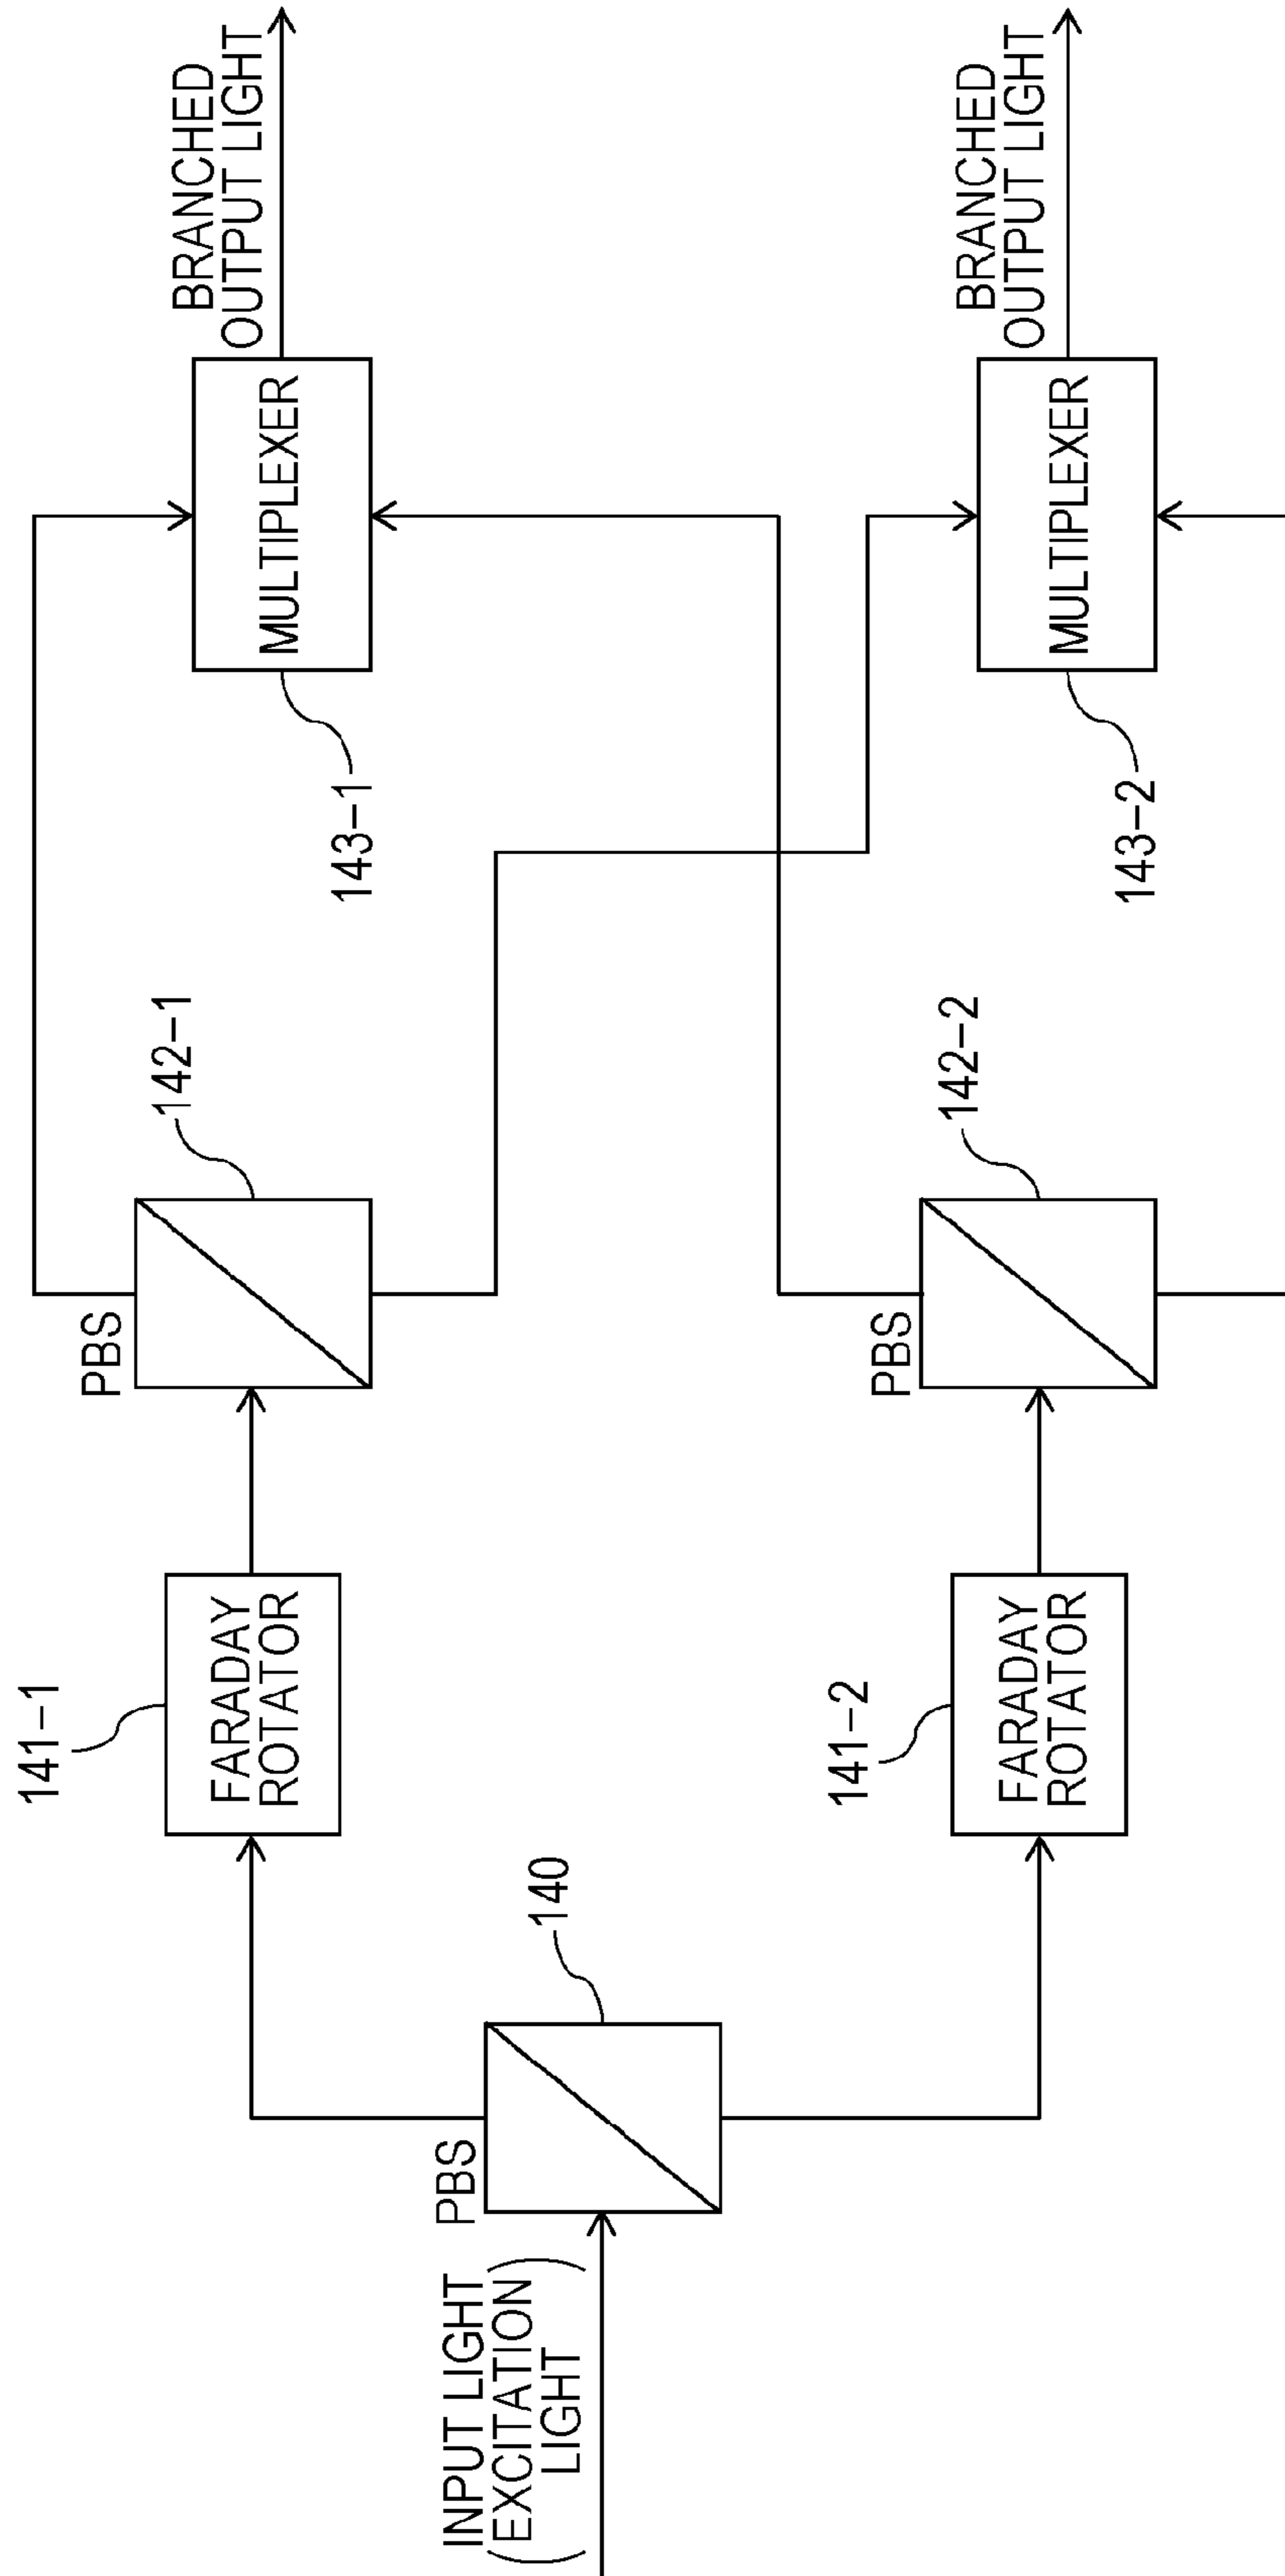 INPUT LIGHT
(EXCITATION
LIGHT)
PBS
140
141-1
FARADAY
ROTATOR
141-2
FARADAY
ROTATOR
PBS
142-1
PBS
142-2
143-1
MULTIPLEXER
143-2
MULTIPLEXER
BRANCHED
OUTPUT LIGHT
BRANCHED
OUTPUT LIGHT